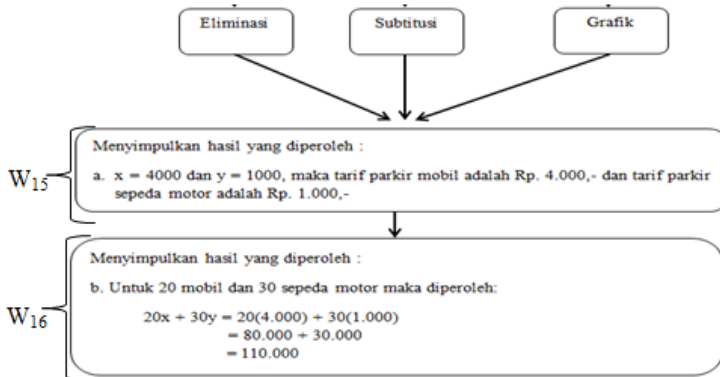 Eliminasi
Subtitusi
Grafik
W15
Menyimpulkan hasil yang diperoleh :
a. x = 4000 dan y = 1000, maka tarif parkir mobil adalah Rp. 4.000,- dan tarif parkir
sepeda motor adalah Rp. 1.000,-
W16
Menyimpulkan hasil yang diperoleh :
b. Untuk 20 mobil dan 30 sepeda motor maka diperoleh:
20x + 30y = 20(4.000) + 30(1.000)
= 80.000 + 30.000
= 110.000